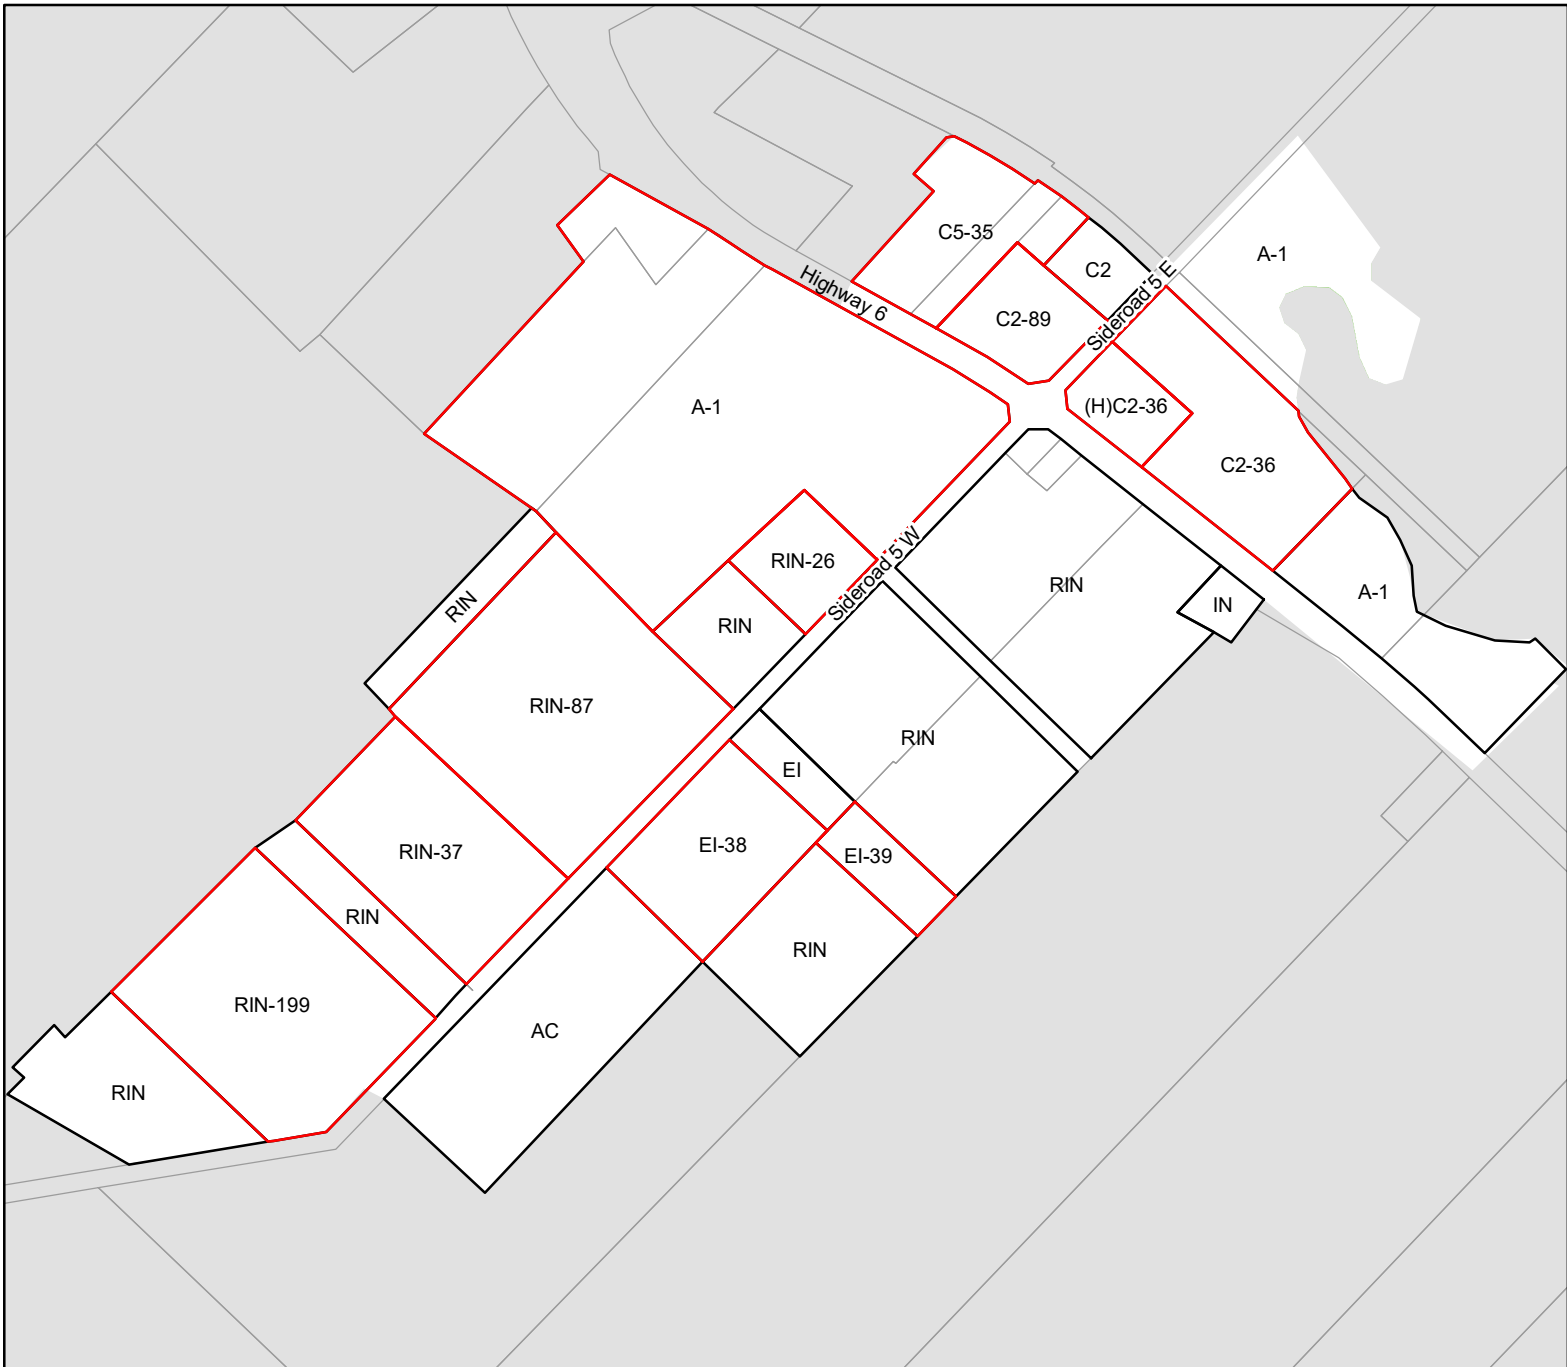 C5-35
A-1
C2
Sideroad 5 E
Highway 6
C2-89
A-1
(H)C2-36
C2-36
RIN-26
Sideroad 5 W
RIN
A-1
RIN
IN
RIN
RIN-87
RIN
EI
EI-38
RIN-37
EI-39
RIN
RIN
RIN-199
AC
RIN